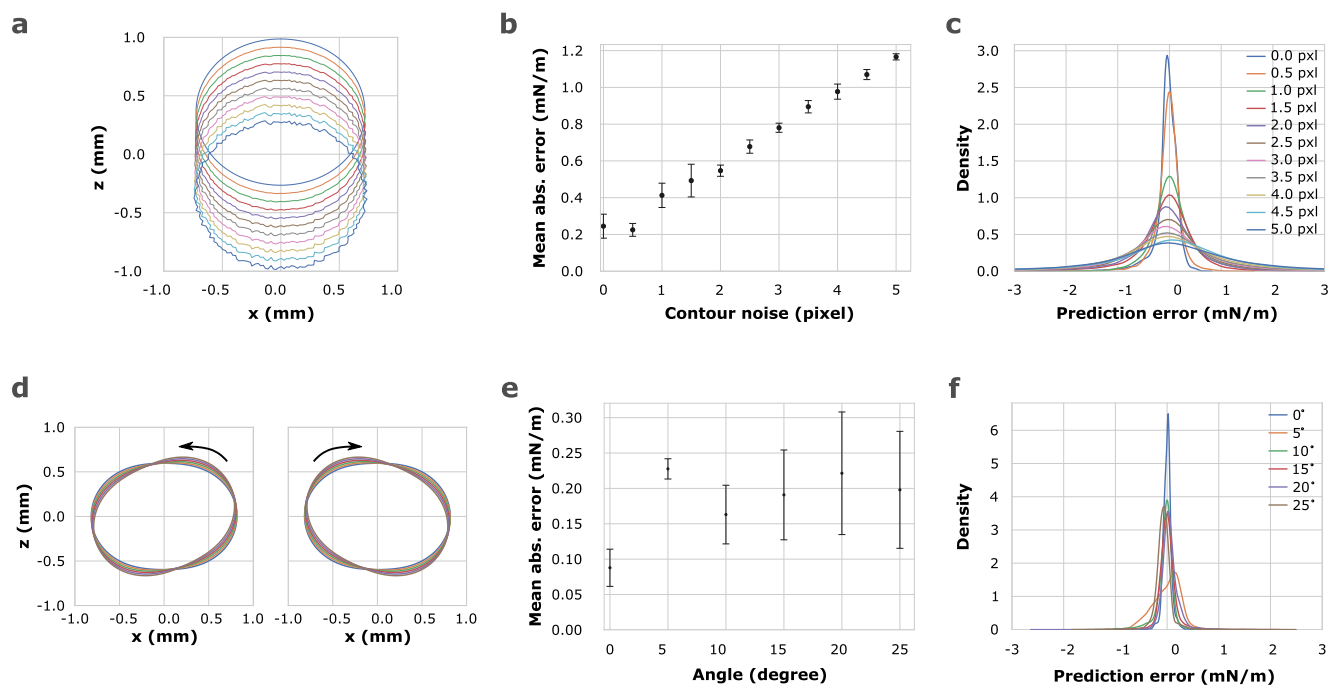 a
z (mm)
1.0
0.5
0.0
-0.5
-1.0
-1.0
-0.5
0.0
0.5
1.0
x (mm)
b
Mean abs. error (mN/m)
1.2
1.0
0.8
0.6
0.4
0.2
0.0
0
1
2
3
4
5
Contour noise (pixel)
c
Density
3.0
2.5
2.0
1.5
1.0
0.5
0.0
-3
-2
-1
0
1
2
3
Prediction error (mN/m)
0.0 pxl
0.5 pxl
1.0 pxl
1.5 pxl
2.0 pxl
2.5 pxl
3.0 pxl
3.5 pxl
4.0 pxl
4.5 pxl
5.0 pxl
d
z (mm)
1.0
0.5
0.0
-0.5
-1.0
-1.0
-0.5
0.0
0.5
1.0
x (mm)
-1.0
-0.5
0.0
0.5
1.0
x (mm)
e
Mean abs. error (mN/m)
0.30
0.25
0.20
0.15
0.10
0.05
0.00
0
5
10
15
20
25
Angle (degree)
f
Density
6
5
4
3
2
1
0
-3
-2
-1
0
1
2
3
Prediction error (mN/m)
0°
5°
10°
15°
20°
25°